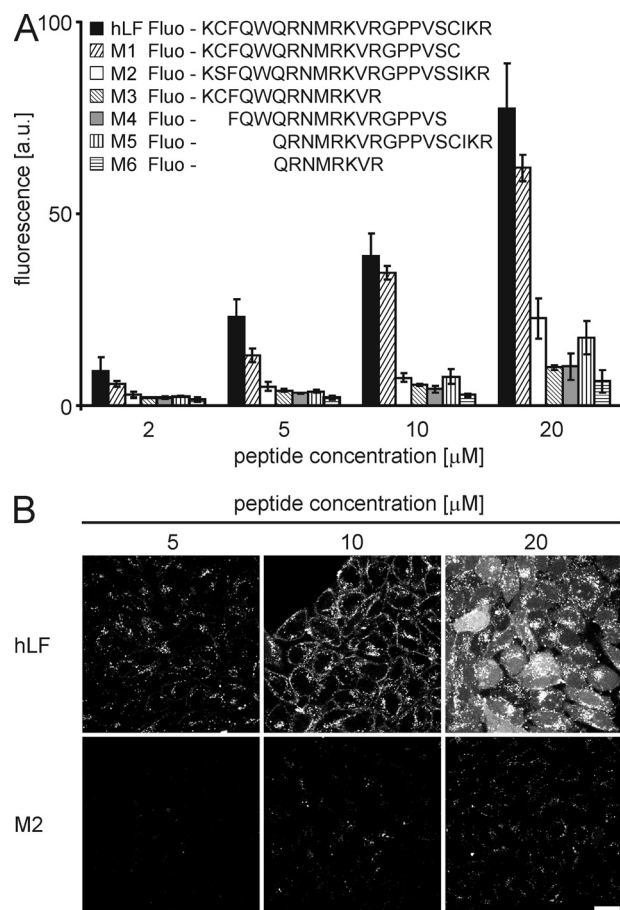 A
hLF Fluo - KCFQWQRNMRKVRGPPVSCIKR
M1 Fluo - KCFQWQRNMRKVRGPPVSC
M2 Fluo - KSFQWQRNMRKVRGPPVSSIKR
M3 Fluo - KCFQWQRNMRKVR
M4 Fluo - FQWQRNMRKVRGPPVS
M5 Fluo - QRNMRKVRGPPVSCIKR
M6 Fluo - QRNMRKVR
100
50
0
fluorescence [a.u.]
2 5 10 20
peptide concentration [µM]
B
peptide concentration [µM]
5 10 20
hLF
M2